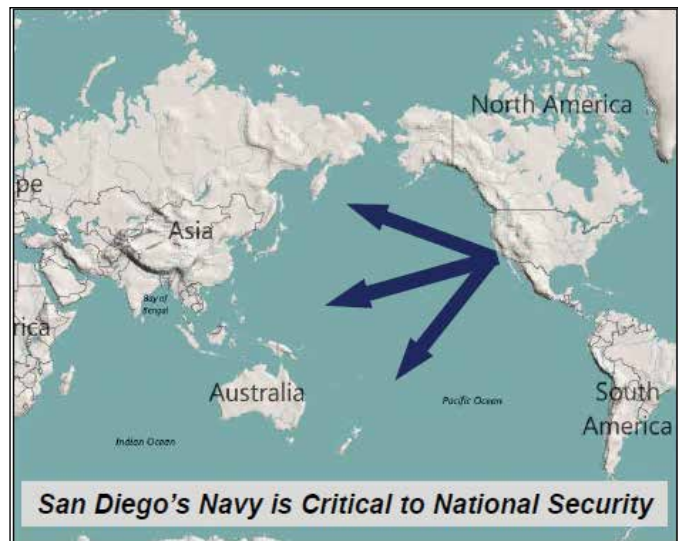 North America
pe
Asia
Bay of
Bengal
rica
Australia
Pacific Ocean
South
America
Indian Ocean
San Diego's Navy is Critical to National Security